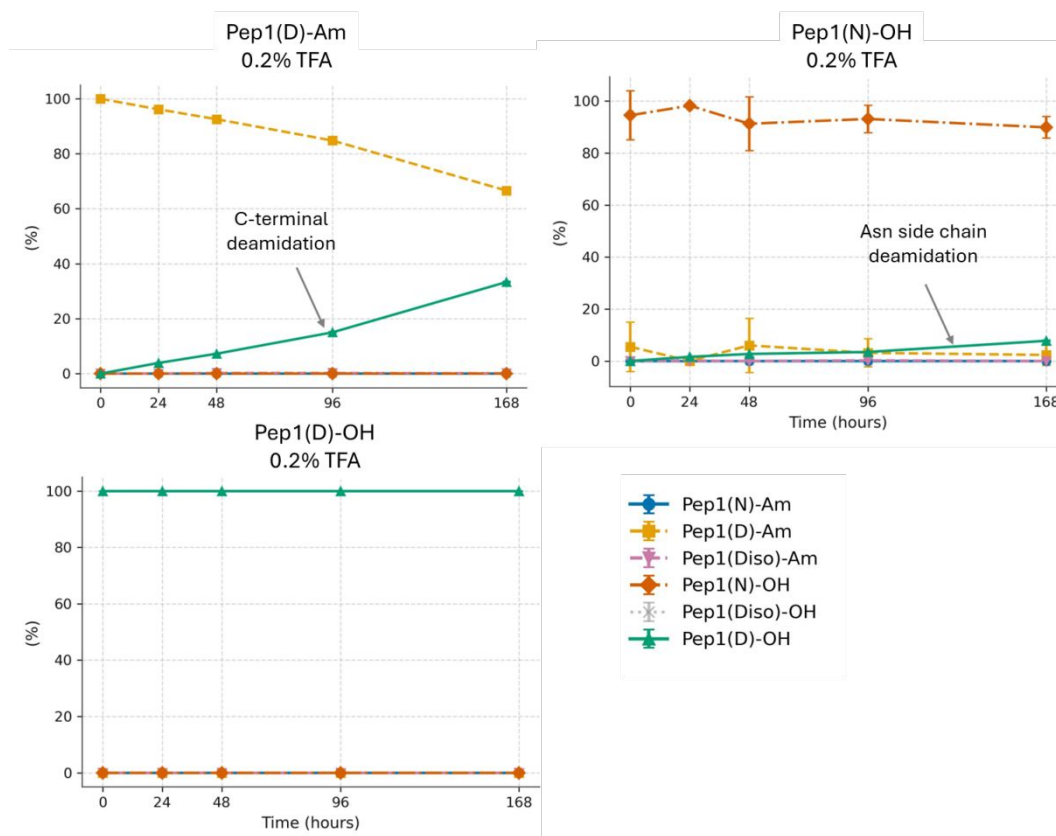 Pep1(D)-Am
0.2% TFA
100
80
60
40
20
0
(%)
C-terminal
deamidation
0 24 48 96 168
Pep1(N)-OH
0.2% TFA
100
80
60
40
20
0
(%)
Asn side chain
deamidation
0 24 48 96 168
Time (hours)
Pep1(D)-OH
0.2% TFA
100
80
60
40
20
0
(%)
0 24 48 96 168
Time (hours)
Pep1(N)-Am
Pep1(D)-Am
Pep1(Diso)-Am
Pep1(N)-OH
Pep1(Diso)-OH
Pep1(D)-OH